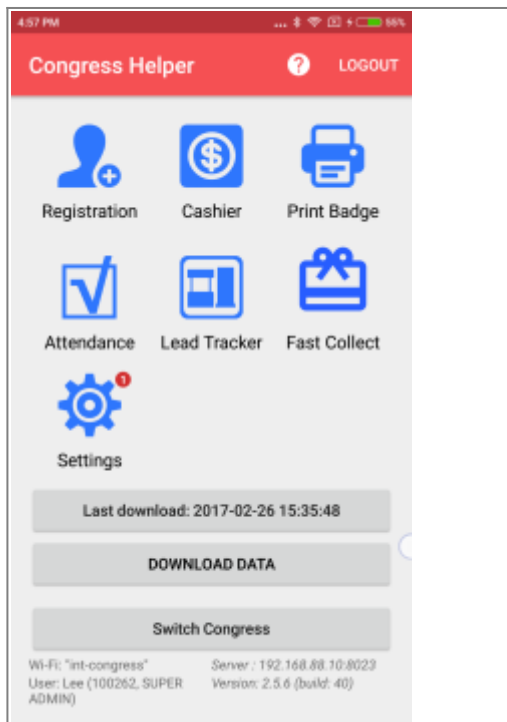 4:57 PM ... 86%
Congress Helper ? LOGOUT
Registration Cashier Print Badge
Attendance Lead Tracker Fast Collect
1
Settings
Last download: 2017-02-26 15:35:48
DOWNLOAD DATA
Switch Congress
Wi-Fi: "int-congress" Server : 192.168.88.10:8023
User: Lee (100262, SUPER Version: 2.5.6 (build: 40)
ADMIN)